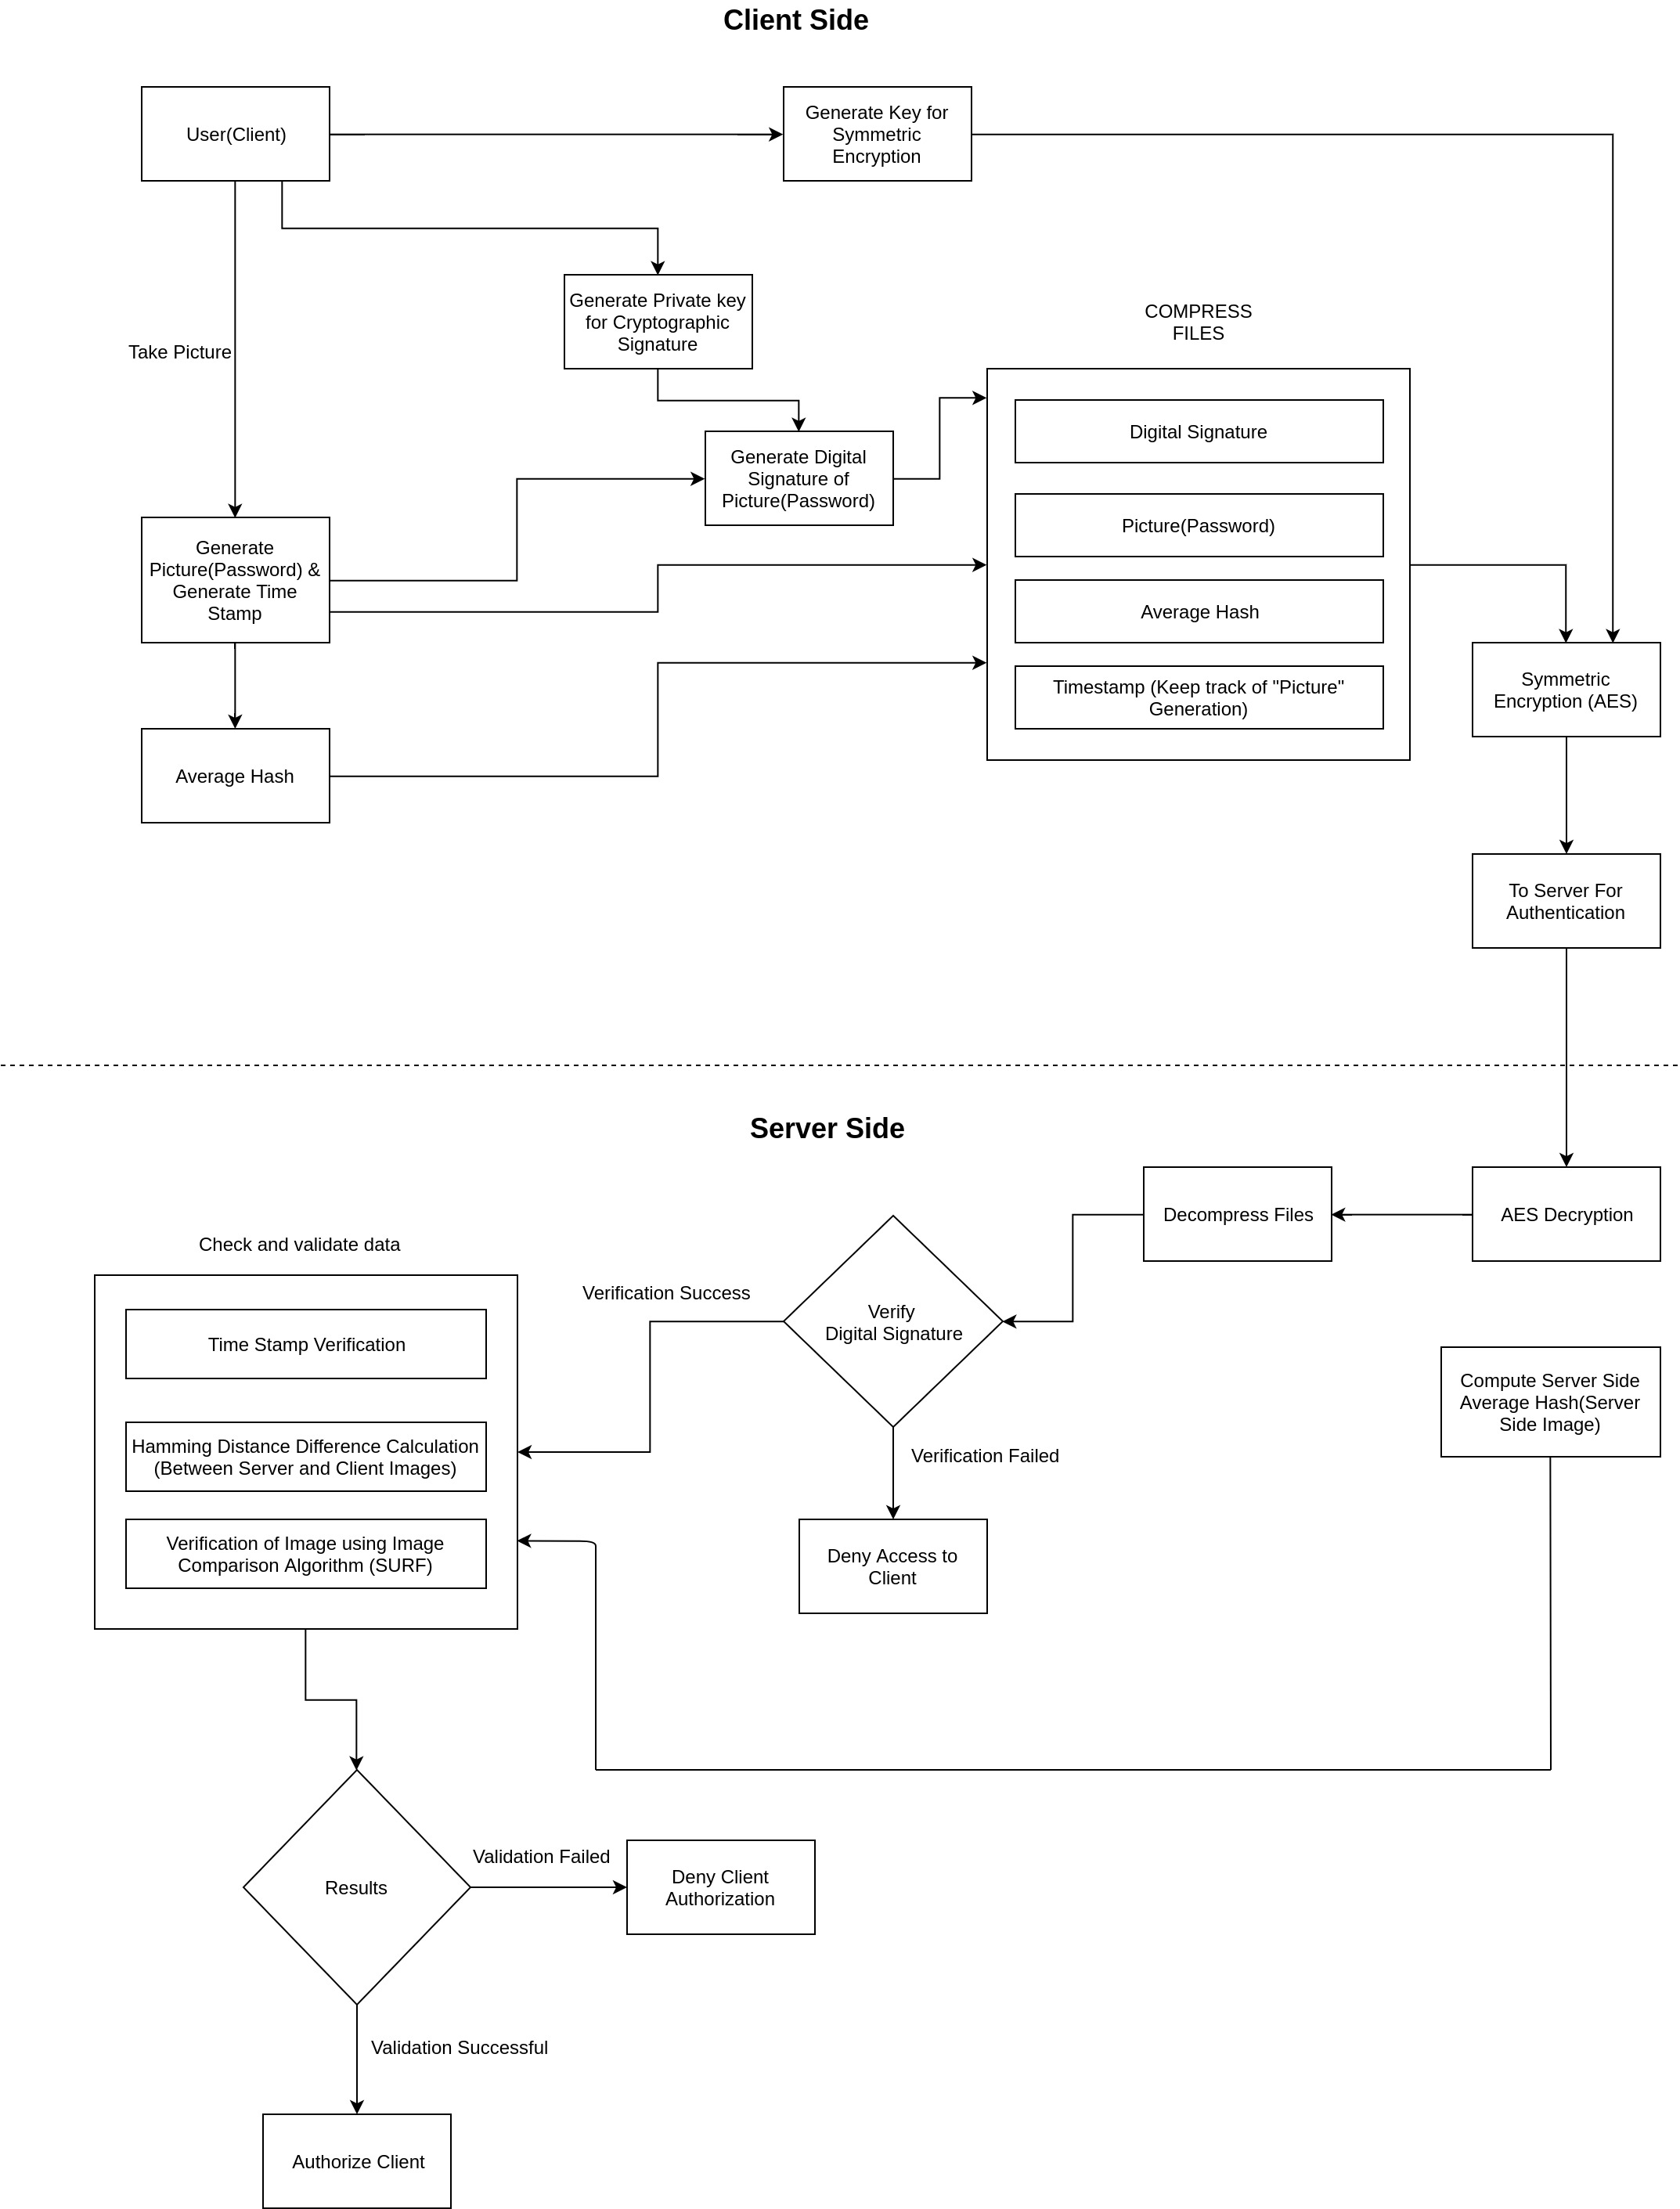 Client Side
User(Client)
Generate Key for
Symmetric
Encryption
Generate Private key
for Cryptographic
Signature
Take Picture
COMPRESS
FILES
Digital Signature
Generate Digital
Signature of
Picture(Password)
Picture(Password)
Generate
Picture(Password) &
Generate Time
Stamp
Average Hash
Timestamp (Keep track of "Picture"
Generation)
Symmetric
Encryption (AES)
Average Hash
To Server For
Authentication
Server Side
AES Decryption
Decompress Files
Check and validate data
Verification Success
Verify
Digital Signature
Time Stamp Verification
Compute Server Side
Average Hash(Server
Side Image)
Hamming Distance Difference Calculation
(Between Server and Client Images)
Verification Failed
Verification of Image using Image
Comparison Algorithm (SURF)
Deny Access to
Client
Validation Failed
Results
Deny Client
Authorization
Validation Successful
Authorize Client